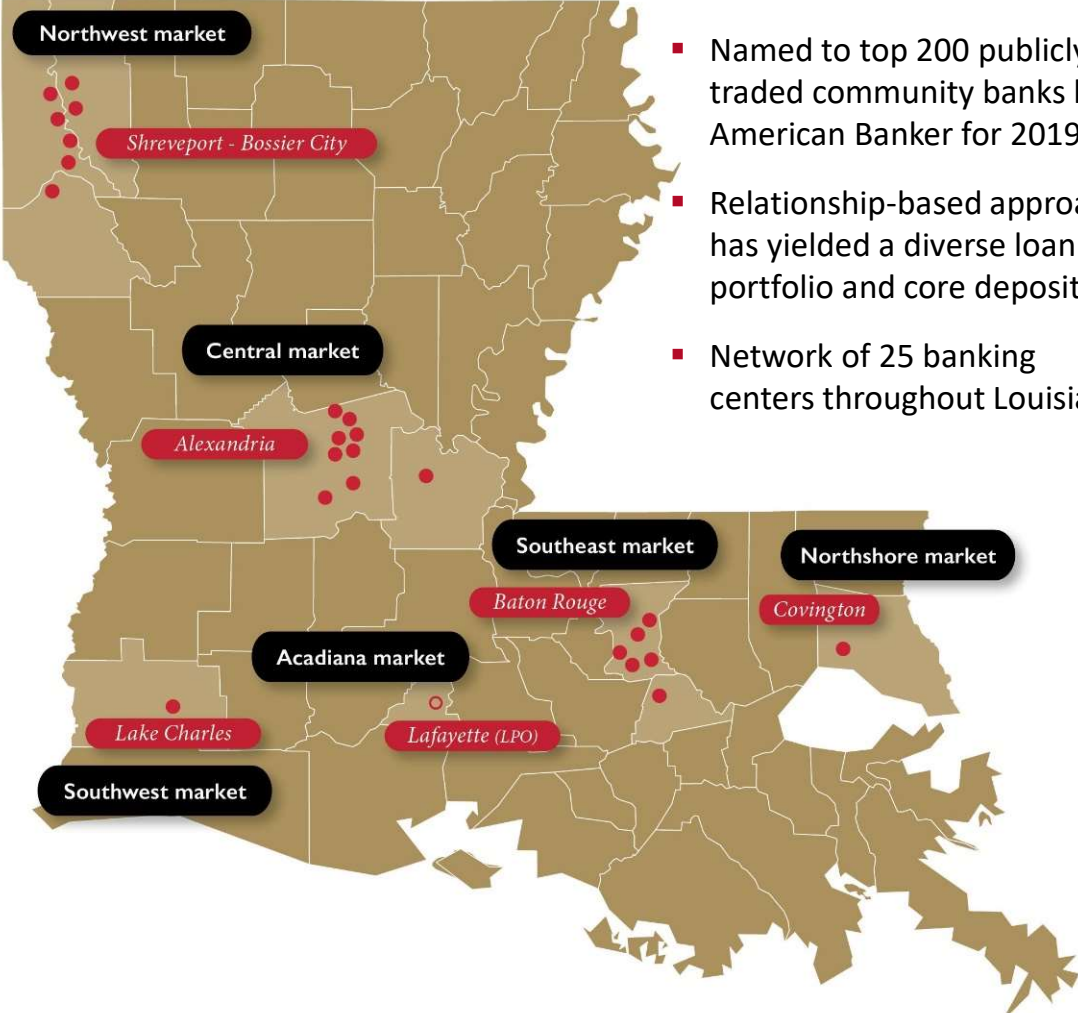 Northwest market
Shreveport - Bossier City
Central market
Alexandria
Southeast market
Northshore market
Baton Rouge
Covington
Acadiana market
Lake Charles
Lafayette (LPO)
Southwest market
▪ Named to top 200 publicly
traded community banks
American Banker for 2019
▪ Relationship-based
has yielded a diverse loan
portfolio and core deposit
▪ Network of 25 banking
centers throughout